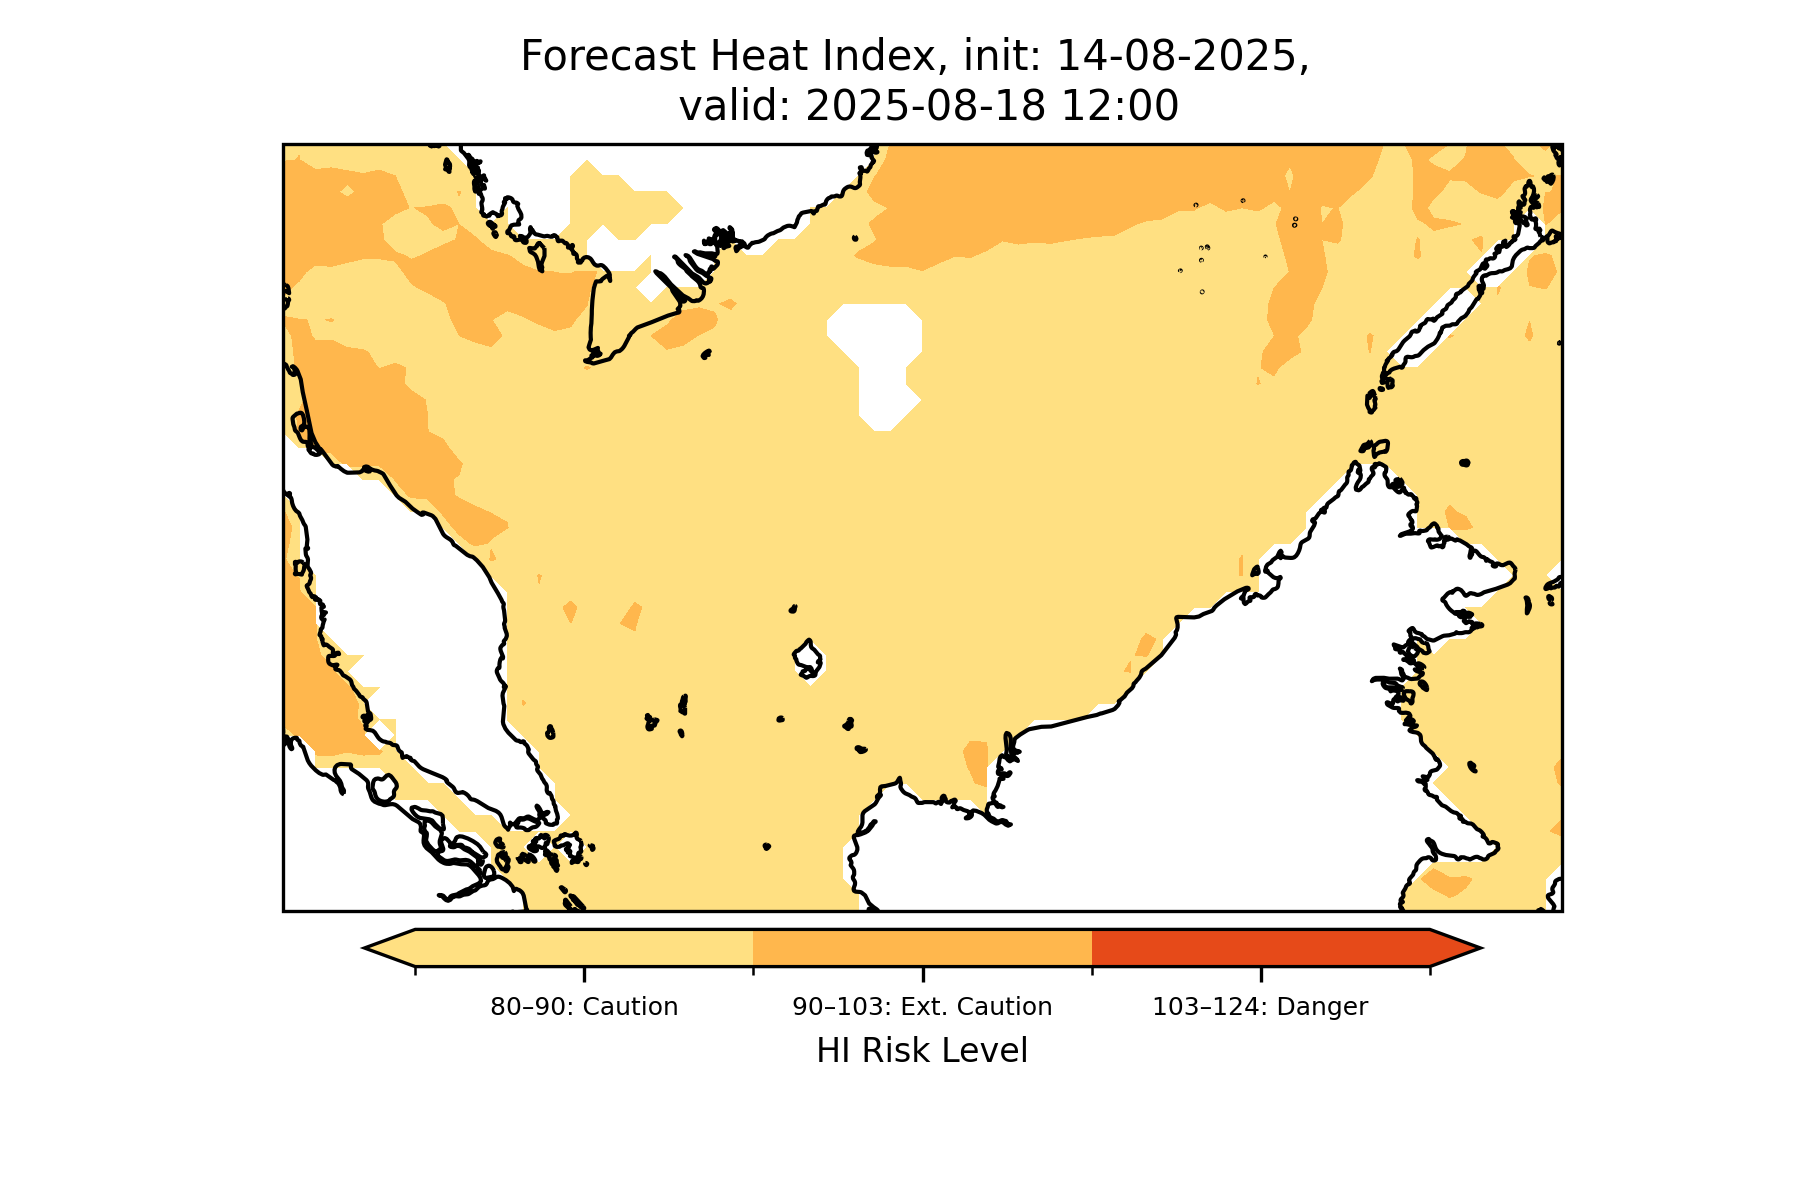 Forecast Heat Index, init: 14-08-2025,
valid: 2025-08-18 12:00
80–90: Caution
90–103: Ext. Caution
103–124: Danger
HI Risk Level